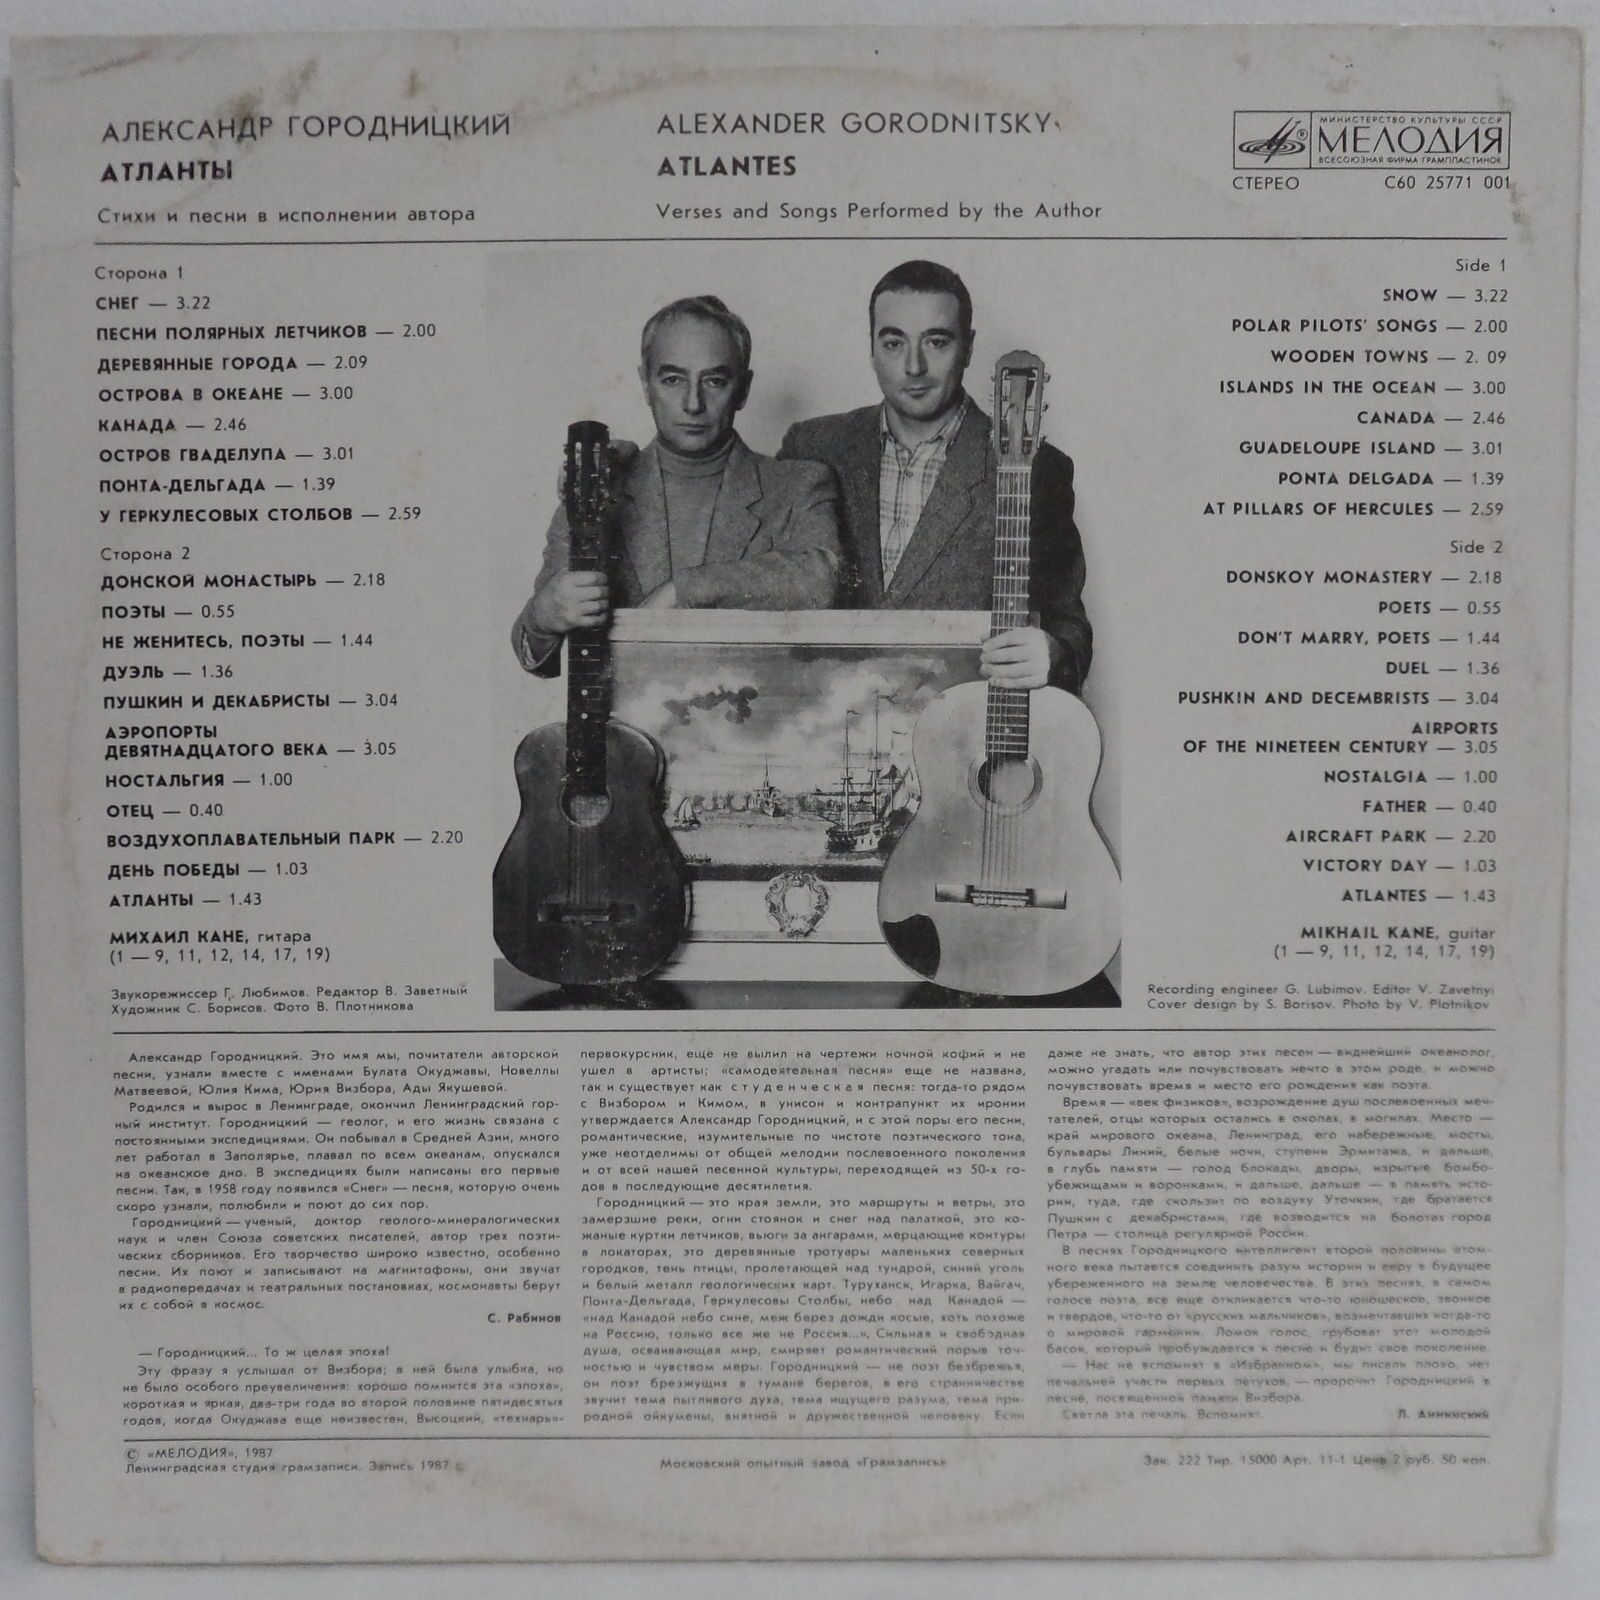 АЛЕКСАНДР ГОРОДНИЦКИЙ
АТЛАНТЫ
Стихи и песни в исполнении автора
ALEXANDER GORODNITSKY
ATLANTES
Verses and Songs Performed by the Author
МИНИСТЕРСТВО КУЛЬТУРЫ СССР
МЕЛОДИЯ
ВСЕСОЮЗНАЯ ФИРМА ГРАМПЛАСТИНОК
СТЕРЕО С60 25771 001
Сторона 1
СНЕГ — 3.22
ПЕСНИ ПОЛЯРНЫХ ЛЕТЧИКОВ — 2.00
ДЕРЕВЯННЫЕ ГОРОДА — 2.09
ОСТРОВА В ОКЕАНЕ — 3.00
КАНАДА — 2.46
ОСТРОВ ГВАДЕЛУПА — 3.01
ПОНТА-ДЕЛЬГАДА — 1.39
У ГЕРКУЛЕСОВЫХ СТОЛБОВ — 2.59
Сторона 2
ДОНСКОЙ МОНАСТЫРЬ — 2.18
ПОЭТЫ — 0.55
НЕ ЖЕНИТЕСЬ, ПОЭТЫ — 1.44
ДУЭЛЬ — 1.36
ПУШКИН И ДЕКАБРИСТЫ — 3.04
АЭРОПОРТЫ
ДЕВЯТНАДЦАТОГО ВЕКА — 3.05
НОСТАЛЬГИЯ — 1.00
ОТЕЦ — 0.40
ВОЗДУХОПЛАВАТЕЛЬНЫЙ ПАРК — 2.20
ДЕНЬ ПОБЕДЫ — 1.03
АТЛАНТЫ — 1.43
МИХАИЛ КАНЕ, гитара
(1 — 9, 11, 12, 14, 17, 19)
Звукорежиссер Г. Любимов. Редактор В. Заветный
Художник С. Борисов. Фото В. Плотникова
Side 1
SNOW — 3.22
POLAR PILOTS' SONGS — 2.00
WOODEN TOWNS — 2. 09
ISLANDS IN THE OCEAN — 3.00
CANADA — 2.46
GUADELOUPE ISLAND — 3.01
PONTA DELGADA — 1.39
AT PILLARS OF HERCULES — 2.59
Side 2
DONSKOY MONASTERY — 2.18
POETS — 0.55
DON'T MARRY, POETS — 1.44
DUEL — 1.36
PUSHKIN AND DECEMBRISTS — 3.04
AIRPORTS
OF THE NINETEEN CENTURY — 3.05
NOSTALGIA — 1.00
FATHER — 0.40
AIRCRAFT PARK — 2.20
VICTORY DAY — 1.03
ATLANTES — 1.43
MIKHAIL KANE, guitar
(1 — 9, 11, 12, 14, 17, 19)
Recording engineer G. Lubimov. Editor V. Zavetnyi
Cover design by S. Borisov. Photo by V. Plotnikov
Александр Городницкий. Это имя мы, почитатели авторской
песни, узнали вместе с именами Булата Окуджавы, Новеллы
Матвеевой, Юлия Кима, Юрия Визбора, Ады Якушевой.
Родился и вырос в Ленинграде, окончил Ленинградский гор-
ный институт. Городницкий — геолог, и его жизнь связана с
постоянными экспедициями. Он побывал в Средней Азии, много
лет работал в Заполярье, плавал по всем океанам, опускался
на океанское дно. В экспедициях были написаны его первые
песни. Так, в 1958 году появился «Снег» — песня, которую очень
скоро узнали, полюбили и поют до сих пор.
Городницкий — ученый, доктор геолого-минералогических
наук и член Союза советских писателей, автор трех поэти-
ческих сборников. Его творчество широко известно, особенно
песни. Их поют и записывают на магнитофоны, они звучат
в радиопередачах и театральных постановках, космонавты берут
их с собой в космос.
С. Рабинов
— Городницкий... То ж целая эпоха!
Эту фразу я услышал от Визбора; в ней была улыбка, но
не было особого преувеличения: хорошо помнится эта «эпоха»,
короткая и яркая, два-три года во второй половине пятидесятых
годов, когда Окуджава еще неизвестен, Высоцкий, «технарь»-
первокурсник, еще не вылил на чертежи ночной кофий и не
ушел в артисты; «самодеятельная песня» еще не названа,
так и существует как студенческая песня: тогда-то рядом
с Визбором и Кимом, в унисон и контрапункт их иронии
утверждается Александр Городницкий, и с этой поры его песни,
романтические, изумительные по чистоте поэтического тона,
уже неотделимы от общей мелодии послевоенного поколения
и от всей нашей песенной культуры, переходящей из 50-х го-
дов в последующие десятилетия.
Городницкий — это края земли, это маршруты и ветры, это
замерзшие реки, огни стоянок и снег над палаткой, это ко-
жаные куртки летчиков, вьюги за ангарами, мерцающие контуры
в локаторах, это деревянные тротуары маленьких северных
городков, тень птицы, пролетающей над тундрой, синий уголь
и белый металл геологических карт. Туруханск, Игарка, Вайгач,
Понта-Дельгада, Геркулесовы Столбы, небо над Канадой —
«над Канадой небо сине, меж берез дожди косые, хоть похоже
на Россию, только все же не Россия...». Сильная и свободная
душа, осваивающая мир, смиряет романтический порыв точ-
ностью и чувством меры. Городницкий — не поэт безбрежья,
он поэт брезжущих в тумане берегов, в его странничестве
звучит тема пытливого духа, тема ищущего разума, тема при-
родной ойкумены, внятной и дружественной человеку. Если
даже не знать, что автор этих песен — виднейший океанолог,
можно угадать или почувствовать нечто в этом роде, и можно
почувствовать время и место его рождения как поэта.
Время — «век физиков», возрождение душ послевоенных меч-
тателей, отцы которых остались в окопах, в могилах. Место —
край мирового океана, Ленинград, его набережные, мосты,
бульвары Линий, белые ночи, ступени Эрмитажа, и дальше,
в глубь памяти — голод блокады, дворы, изрытые бомбо-
убежищами и воронками, и дальше, дальше — в память исто-
рии, туда, где скользит по воздуху Уточкин, где братается
Пушкин с декабристами, где возводится на болотах город
Петра — столица регулярной России.
В песнях Городницкого интеллигент второй половины атом-
ного века пытается соединить разум истории и веру в будущее
убереженного на земле человечества. В этих песнях, в самом
голосе поэта, все еще откликается что-то юношеское, звонкое
и твердое, что-то от «русских мальчиков», возмечтавших когда-то
о мировой гармонии. Ломок голос, грубоват этот молодой
басок, который пробуждается к песне и будит свое поколение.
— Нас не вспомнят в «Избранном», мы писали плохо, нет
печальней участи первых петухов, — пророчит Городницкий в
песне, посвященной памяти Визбора.
Светла эта печаль. Вспомнят.
Л. Аннинский
© «МЕЛОДИЯ», 1987
Ленинградская студия грамзаписи. Запись 1987 г.
Московский опытный завод «Грамзапись»
Зак. 222 Тир. 15000 Арт. 11-1 Цена 2 руб. 50 коп.